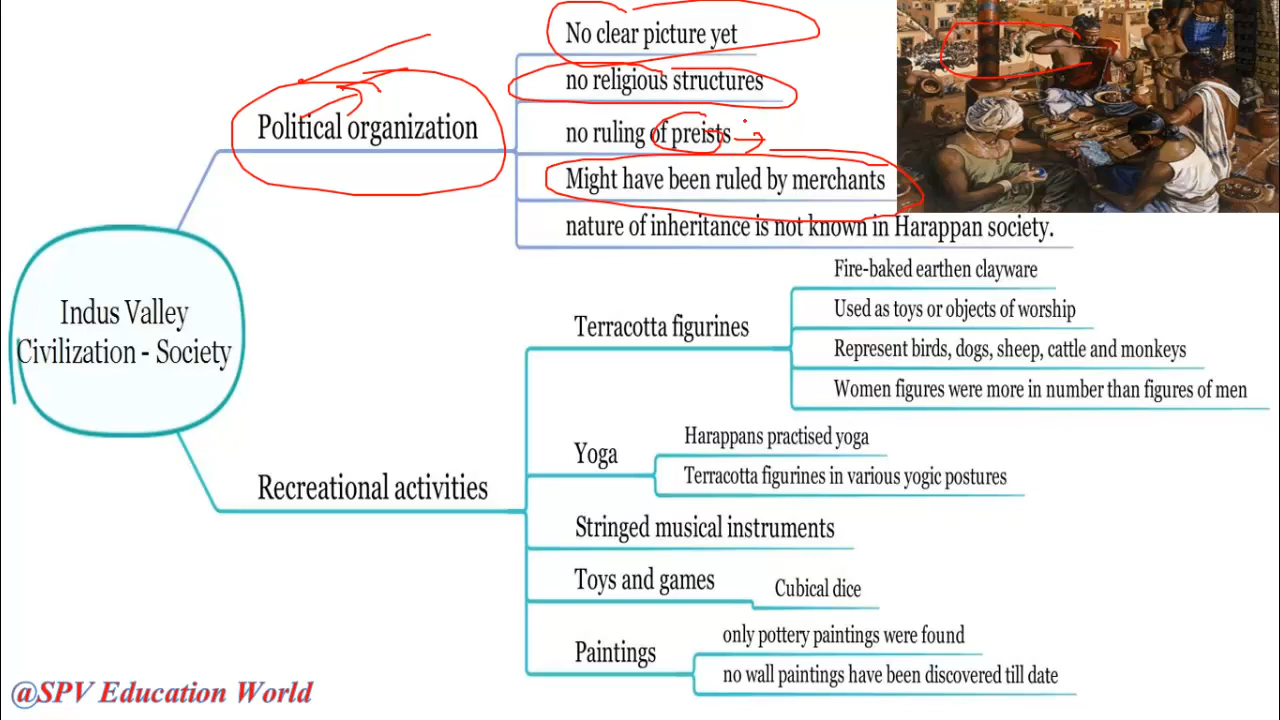 No clear picture yet
no religious structures
Political organization
no ruling of preists
Might have been ruled by merchants
nature of inheritance is not known in Harappan society.
Indus Valley
Civilization - Society
Fire-baked earthen clayware
Terracotta figurines
Used as toys or objects of worship
Represent birds, dogs, sheep, cattle and monkeys
Women figures were more in number than figures of men
Recreational activities
Yoga
Harappans practised yoga
Terracotta figurines in various yogic postures
Stringed musical instruments
Toys and games
Cubical dice
Paintings
only pottery paintings were found
no wall paintings have been discovered till date
@SPV Education World